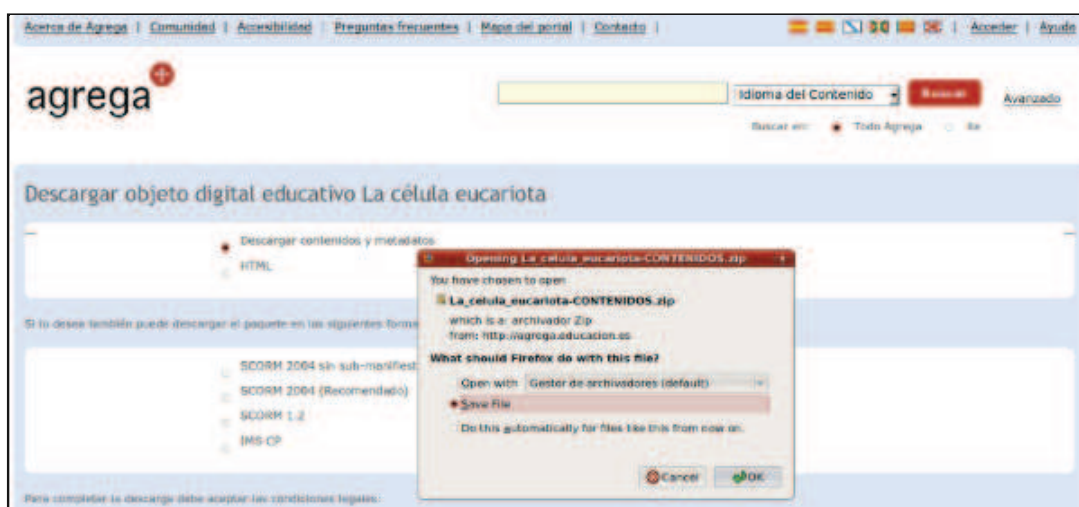 Acerca de Agrega | Comunidad | Accesibilidad | Preguntas frecuentes | Mapa del portal | Contacto |
| Acceder | Ayuda
agrega
Idioma del Contenido
Buscar
Avanzado
Buscar en: Todo Agrega
Descargar objeto digital educativo La célula eucariota
Descargar contenidos y metadatos
HTML
Si lo desea también puede descargar el paquete en los siguientes forma
SCORM 2004 sin sub-manifiest
SCORM 2004 (Recomendado)
SCORM 1.2
IMS CP
Para completar la descarga debe aceptar las condiciones legales:
Opening La_celula_eucariota-CONTENIDOS.zip
You have chosen to open
La_celula_eucariota-CONTENIDOS.zip
which is a: archivador Zip
from: http://agrega.educacion.es
What should Firefox do with this file?
Open with Gestor de archivadores (default)
Save File
Do this automatically for files like this from now on.
Cancel
OK